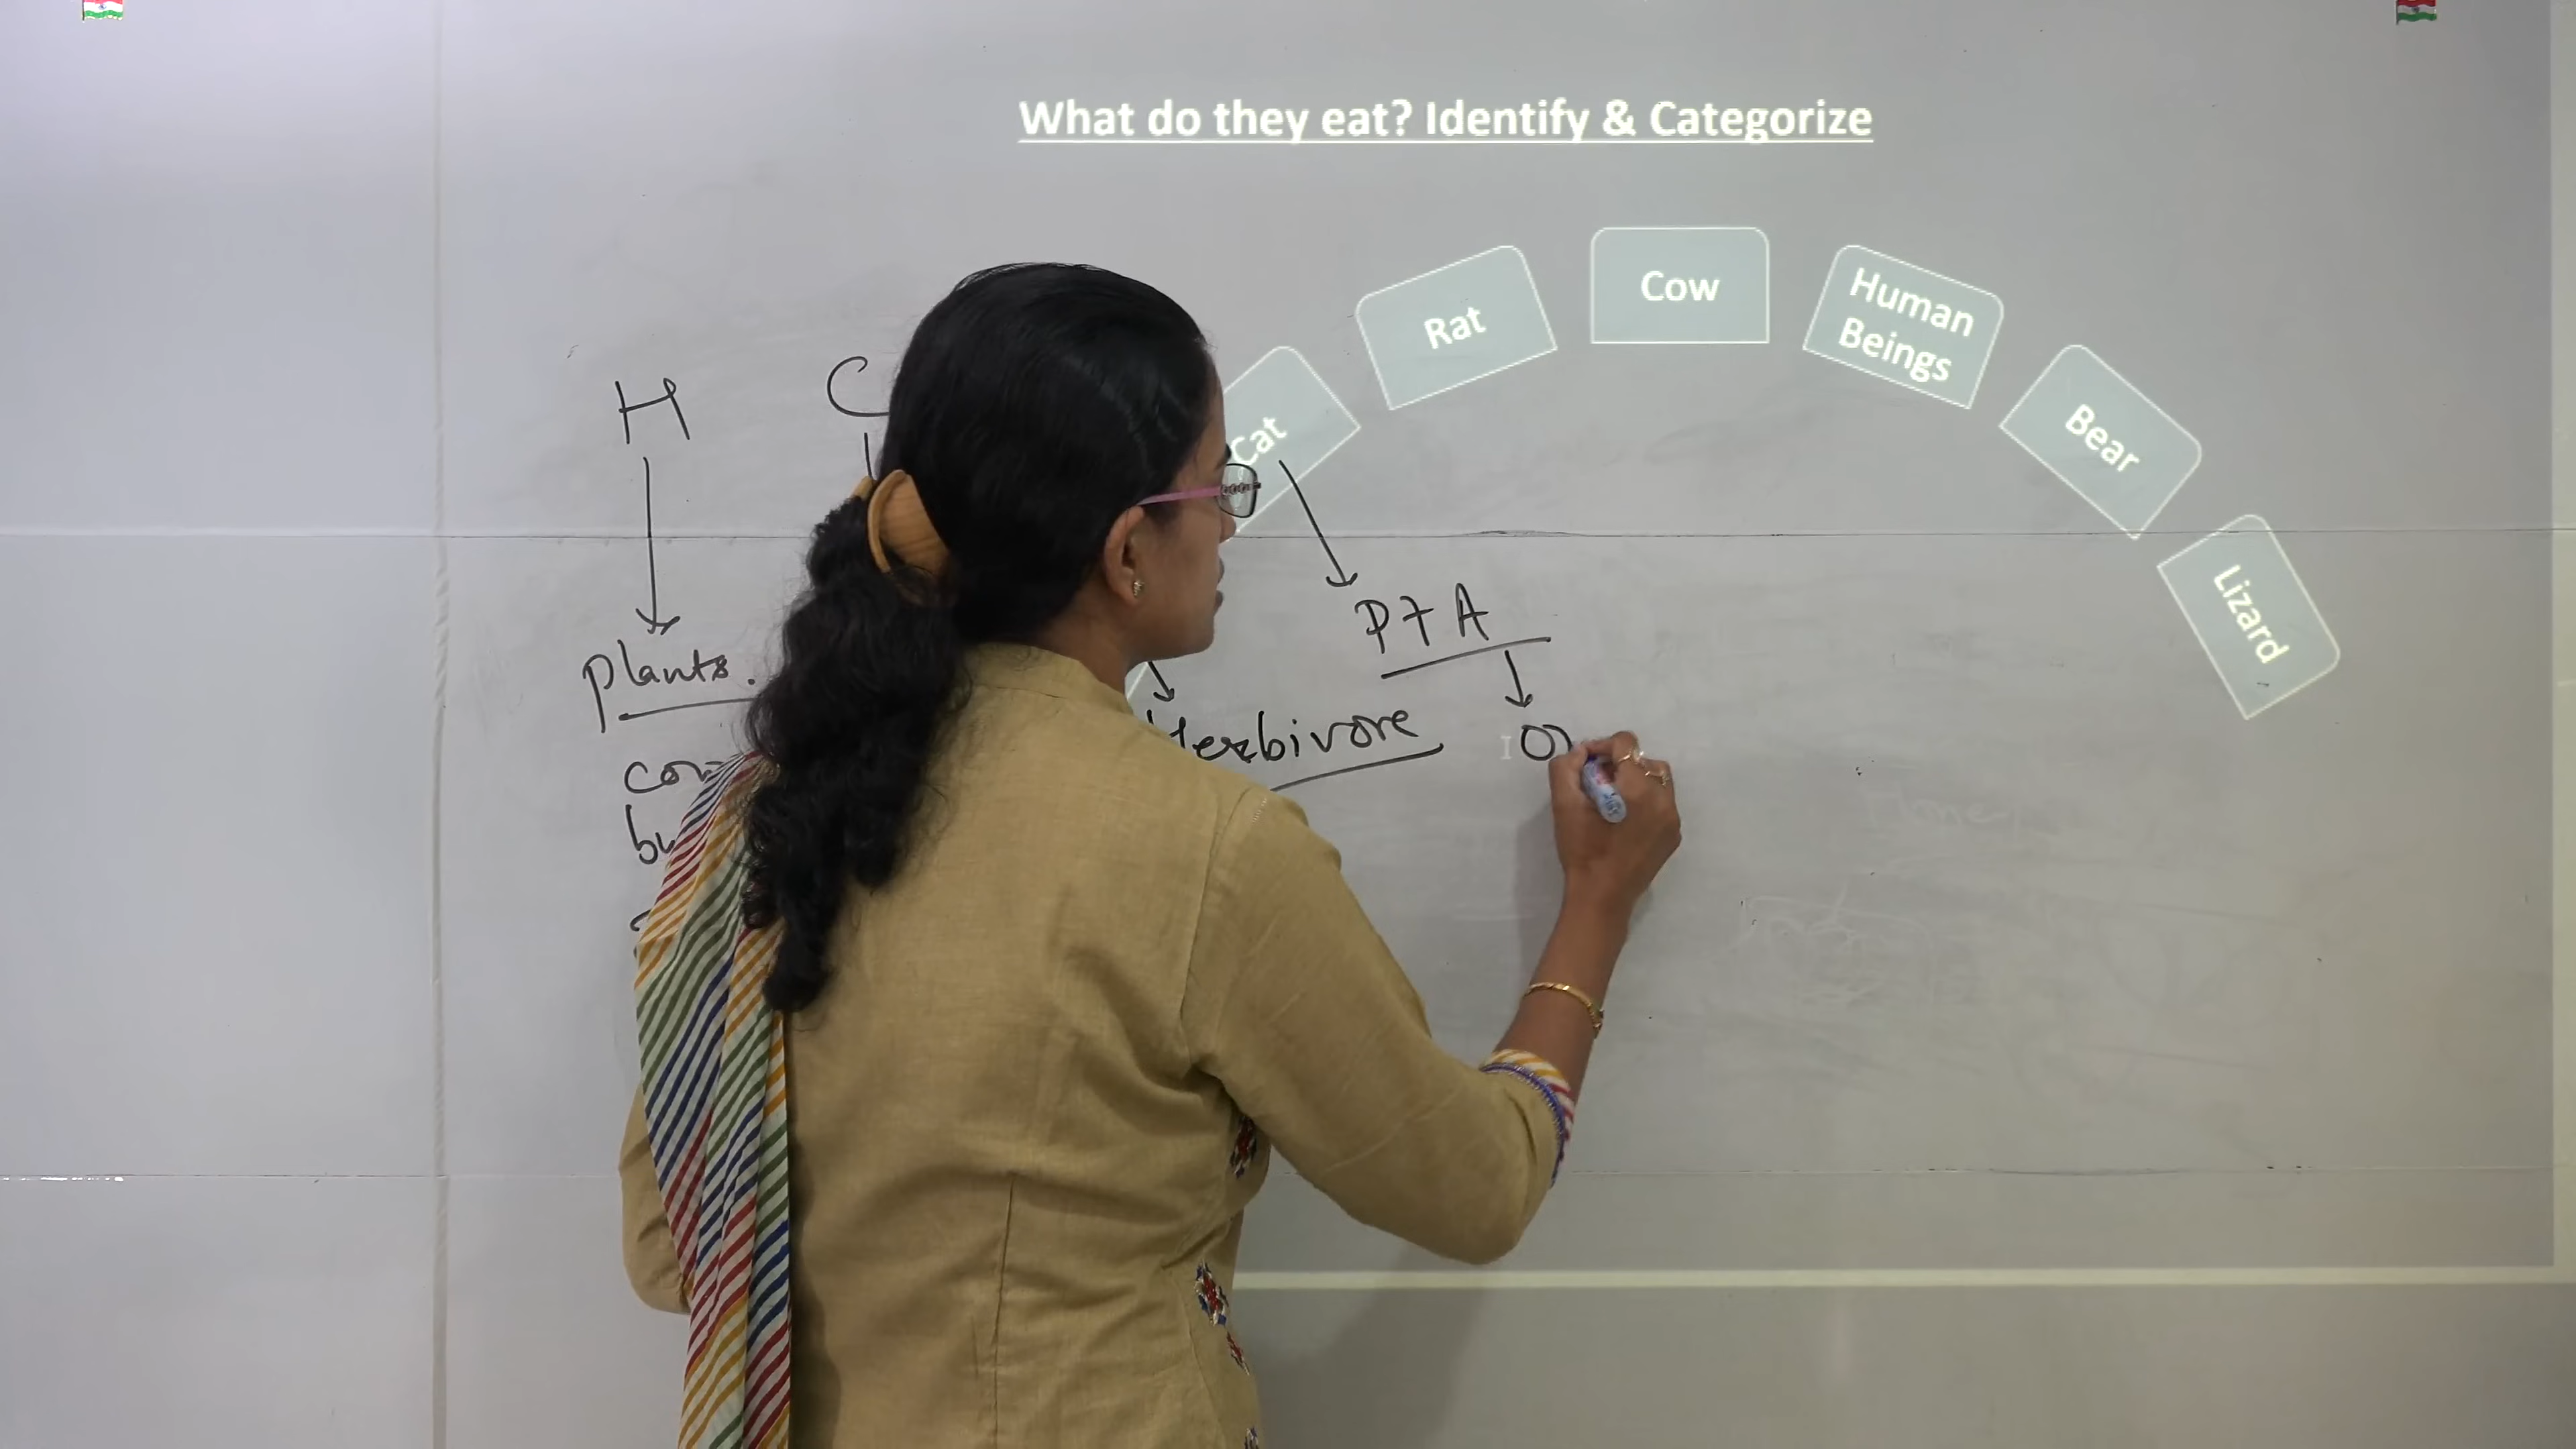 What do they eat? Identify & Categorize
Cat
Rat
Cow
Human
Beings
Bear
Lizard
H
C
P + A
Plants.
Herbivore